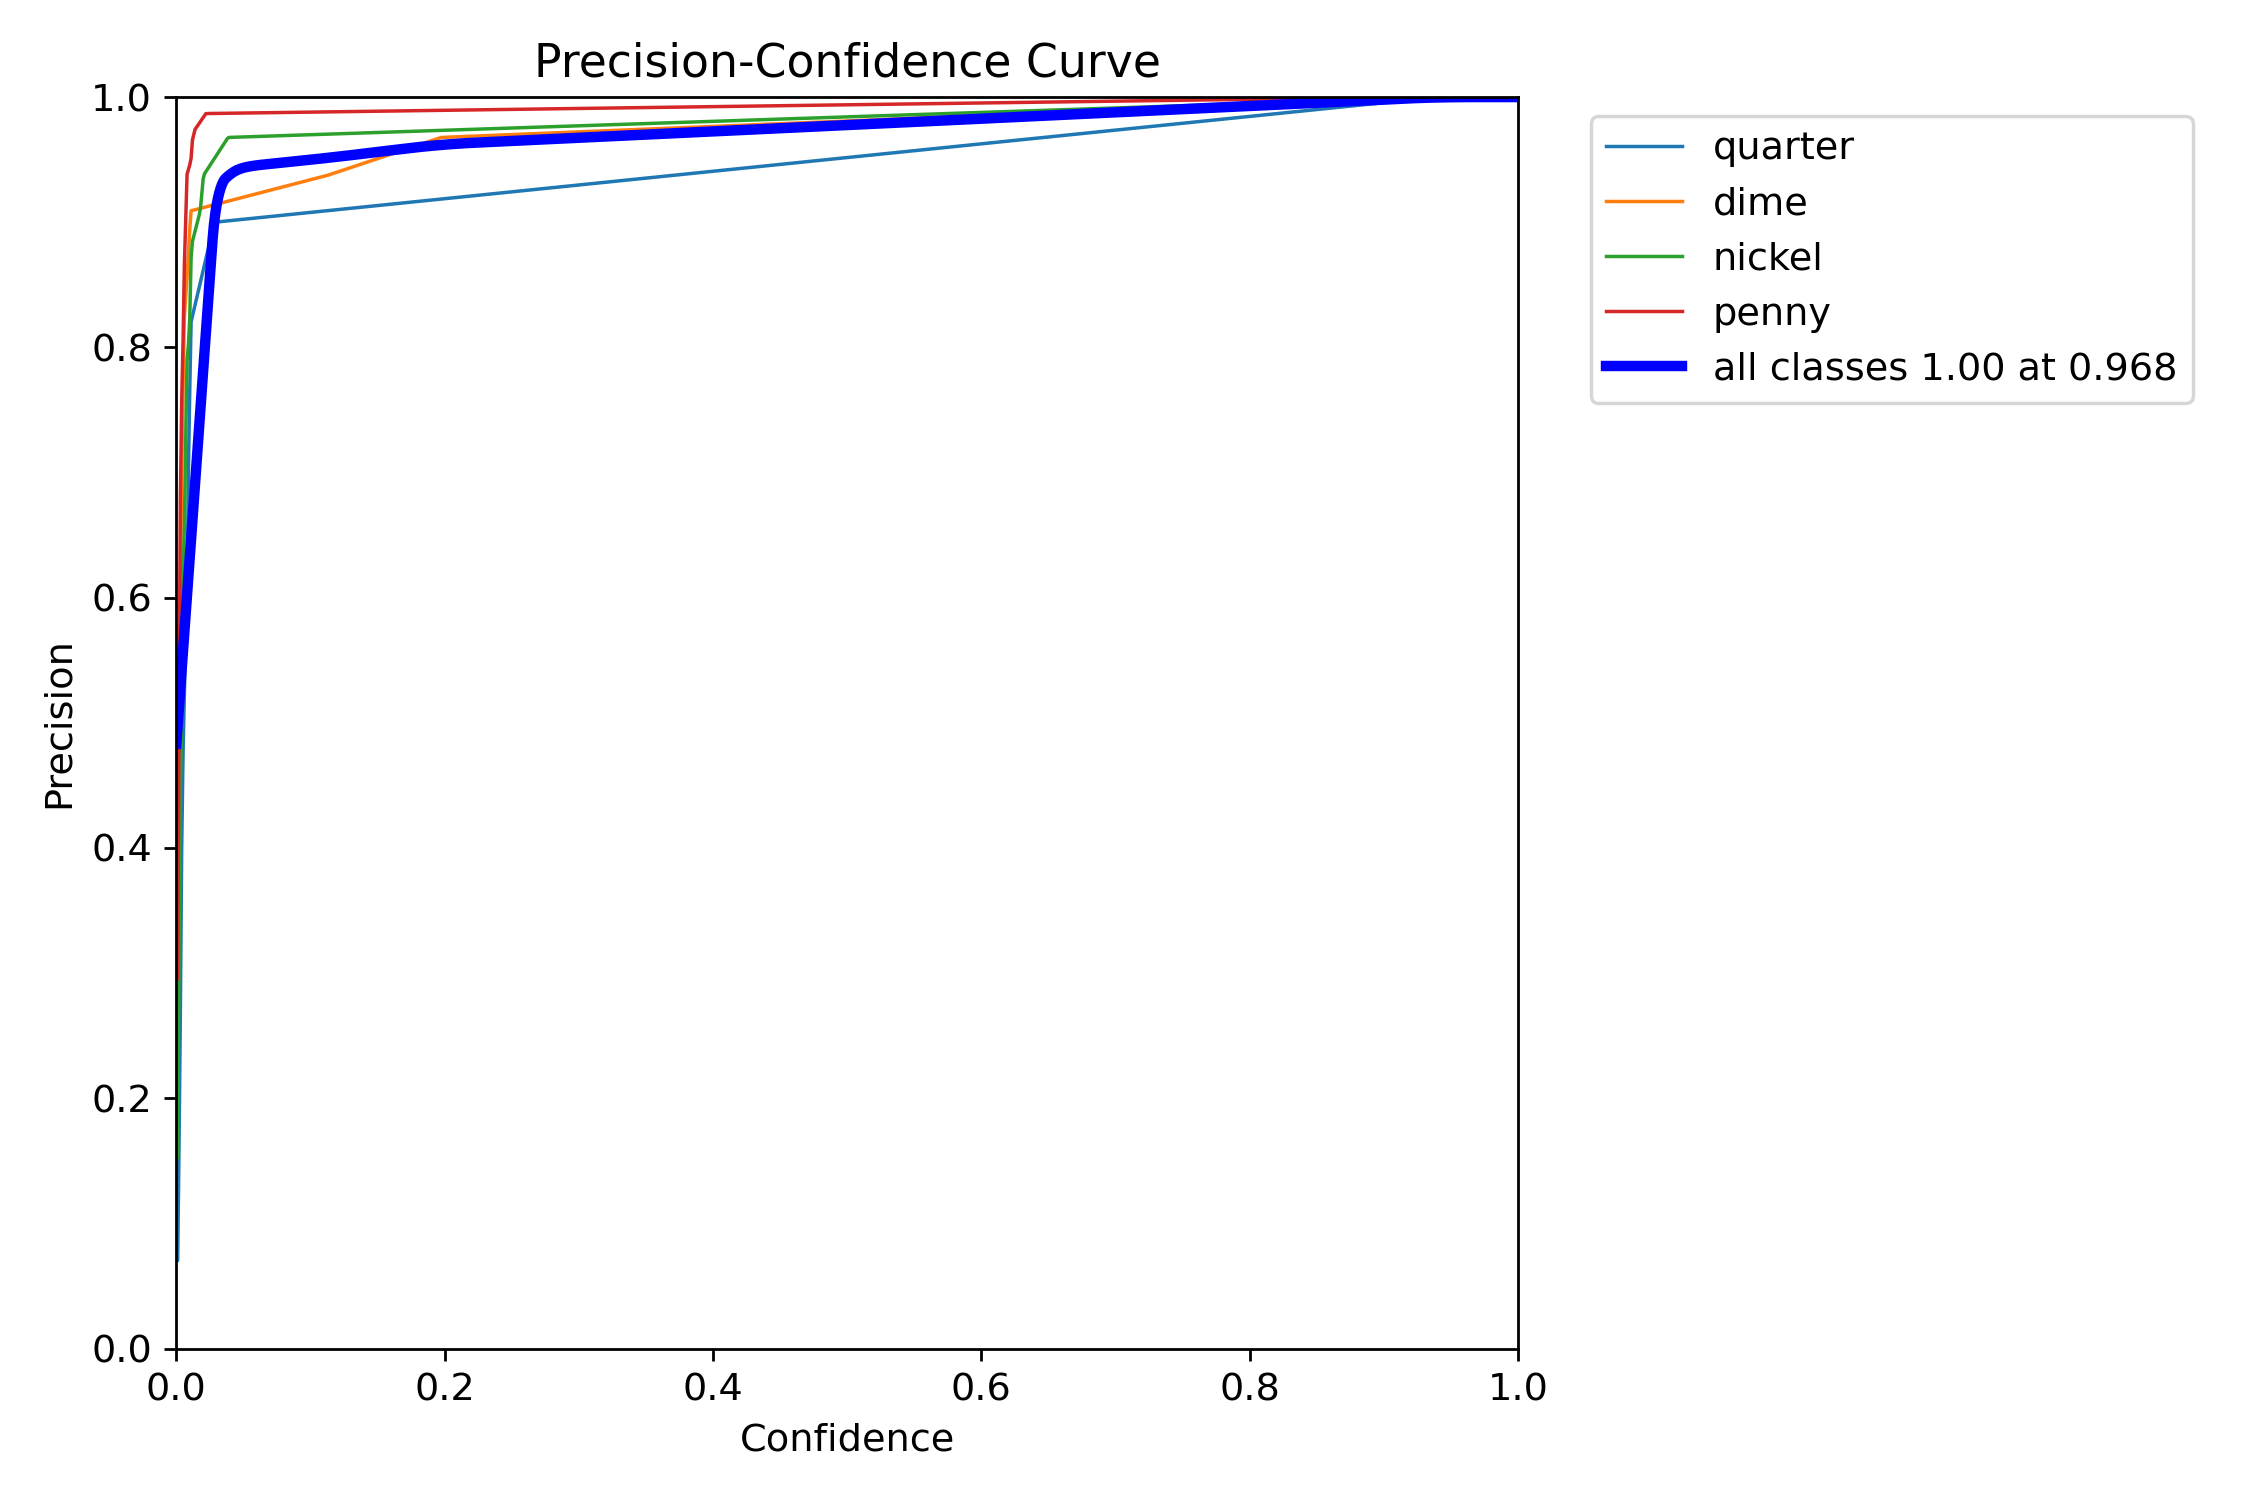 Precision-Confidence Curve
1.0
0.8
0.6
0.4
0.2
0.0
Precision
0.0 0.2 0.4 0.6 0.8 1.0
Confidence
quarter
dime
nickel
penny
all classes 1.00 at 0.968